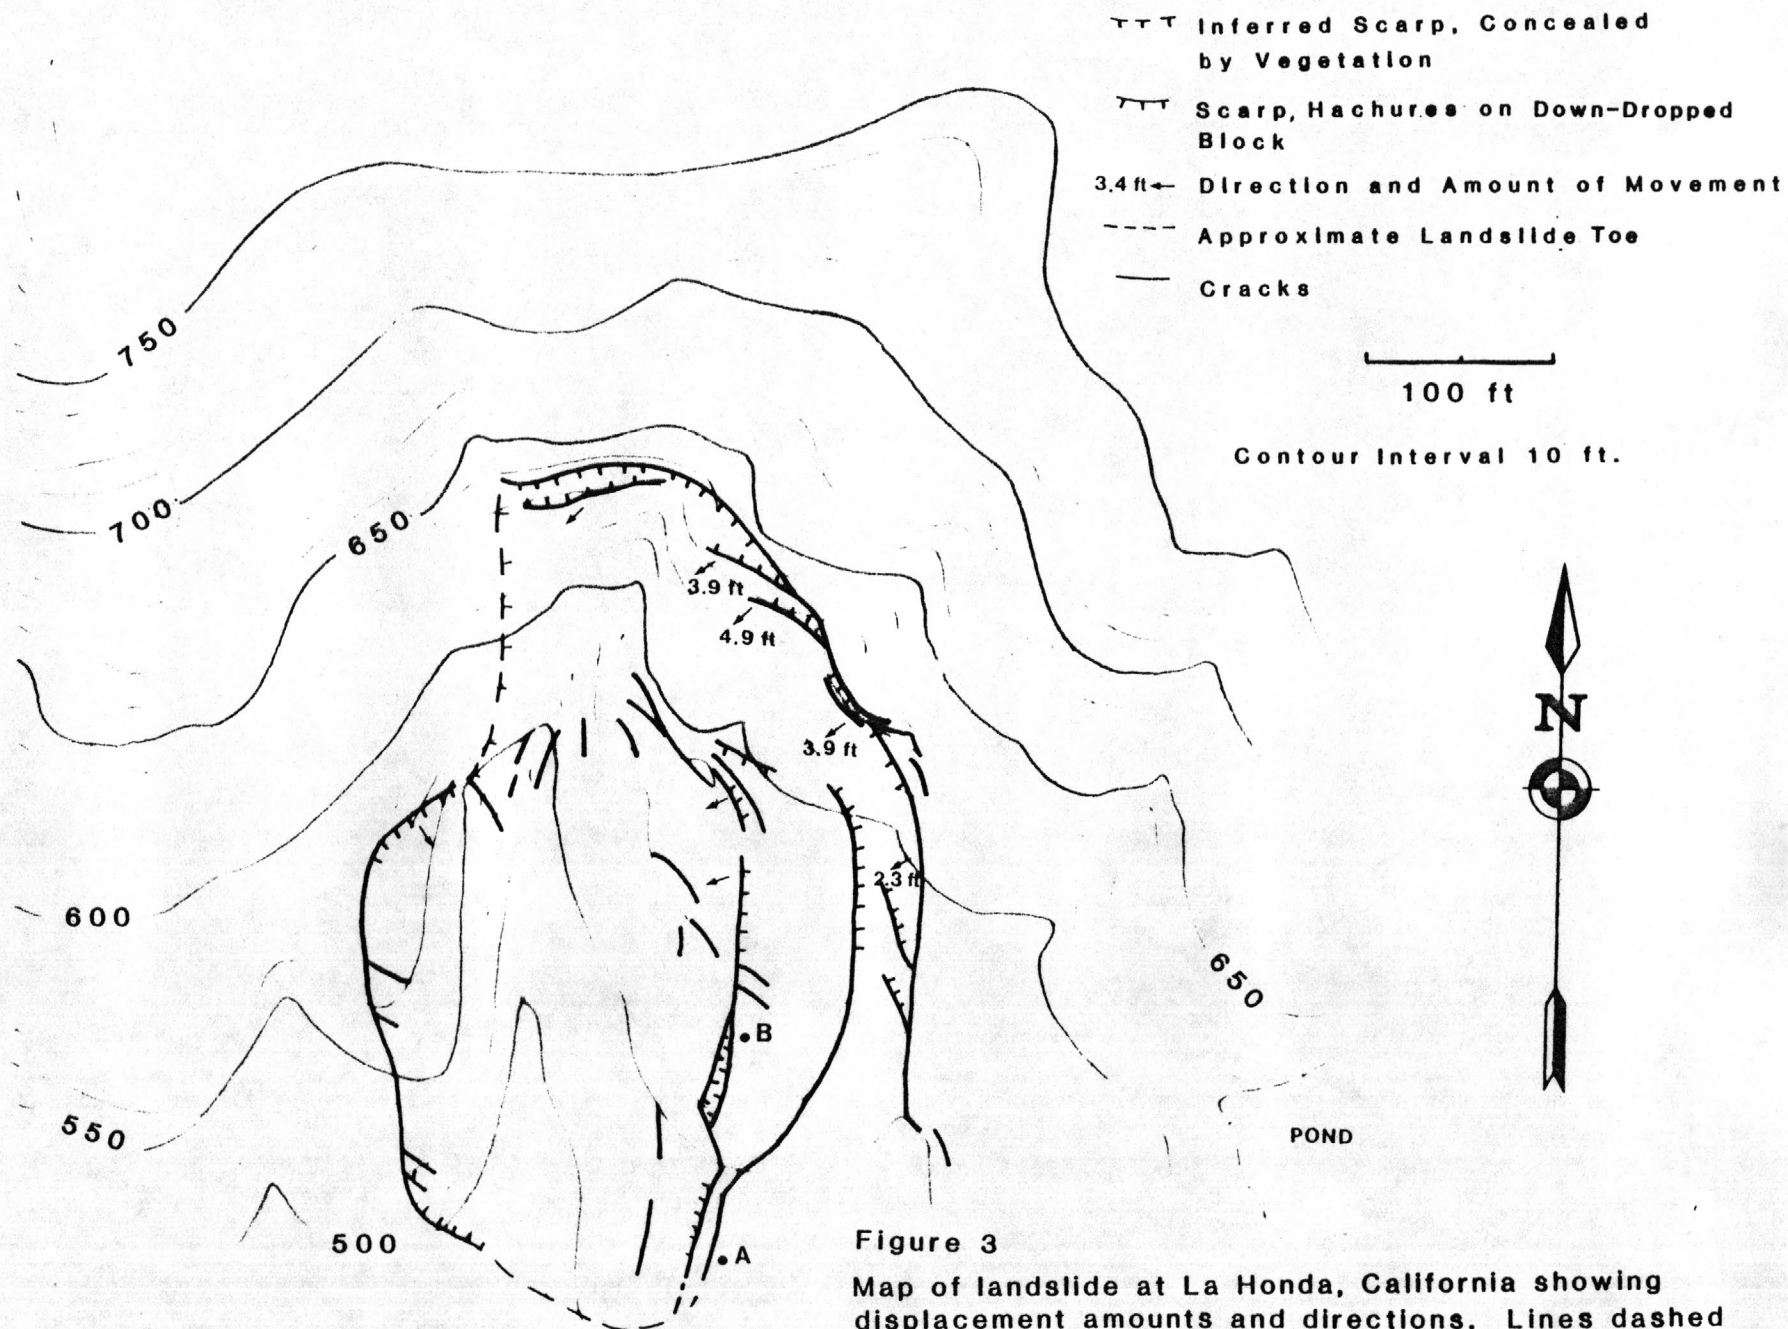 Inferred Scarp, Concealed
by Vegetation
Scarp, Hachures on Down-Dropped
Block
3.4 ft Direction and Amount of Movement
Approximate Landslide Toe
Cracks
100 ft
Contour Interval 10 ft.
750
700
650
3.9 ft
4.9 ft
N
3.9 ft
2.3 ft
600
650
B
550
POND
500
A
Figure 3
Map of landslide at La Honda, California showing
displacement amounts and directions. Lines dashed